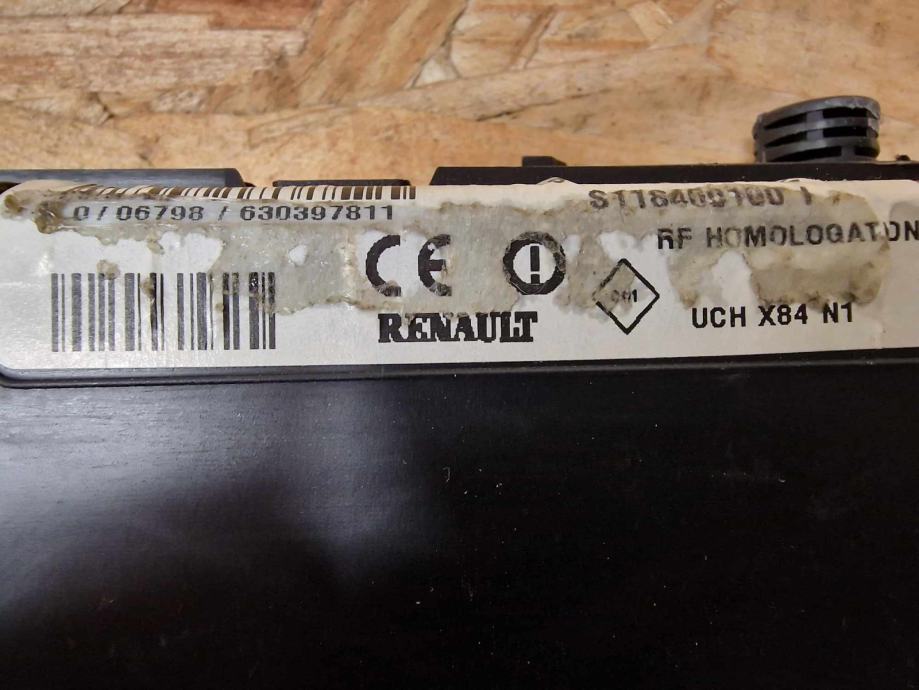 0 / 06798 / 630397811
S118400100 I
RF HOMOLOGATON
CE
RENAULT
UCH X84 N1